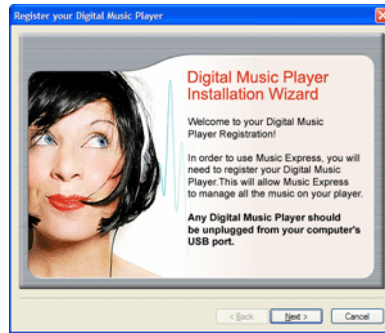 Register your Digital Music Player
Digital Music Player
Installation Wizard
Welcome to your Digital Music
Player Registration!
In order to use Music Express, you will
need to register your Digital Music
Player.This will allow Music Express
to manage all the music on your player.
Any Digital Music Player should
be unplugged from your computer's
USB port.
< Back Next > Cancel